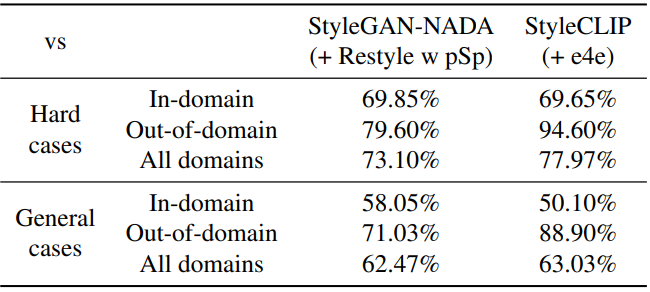 vs StyleGAN-NADA StyleCLIP
(+ Restyle w pSp) (+ e4e)
Hard cases
In-domain 69.85% 69.65%
Out-of-domain 79.60% 94.60%
All domains 73.10% 77.97%
General cases
In-domain 58.05% 50.10%
Out-of-domain 71.03% 88.90%
All domains 62.47% 63.03%